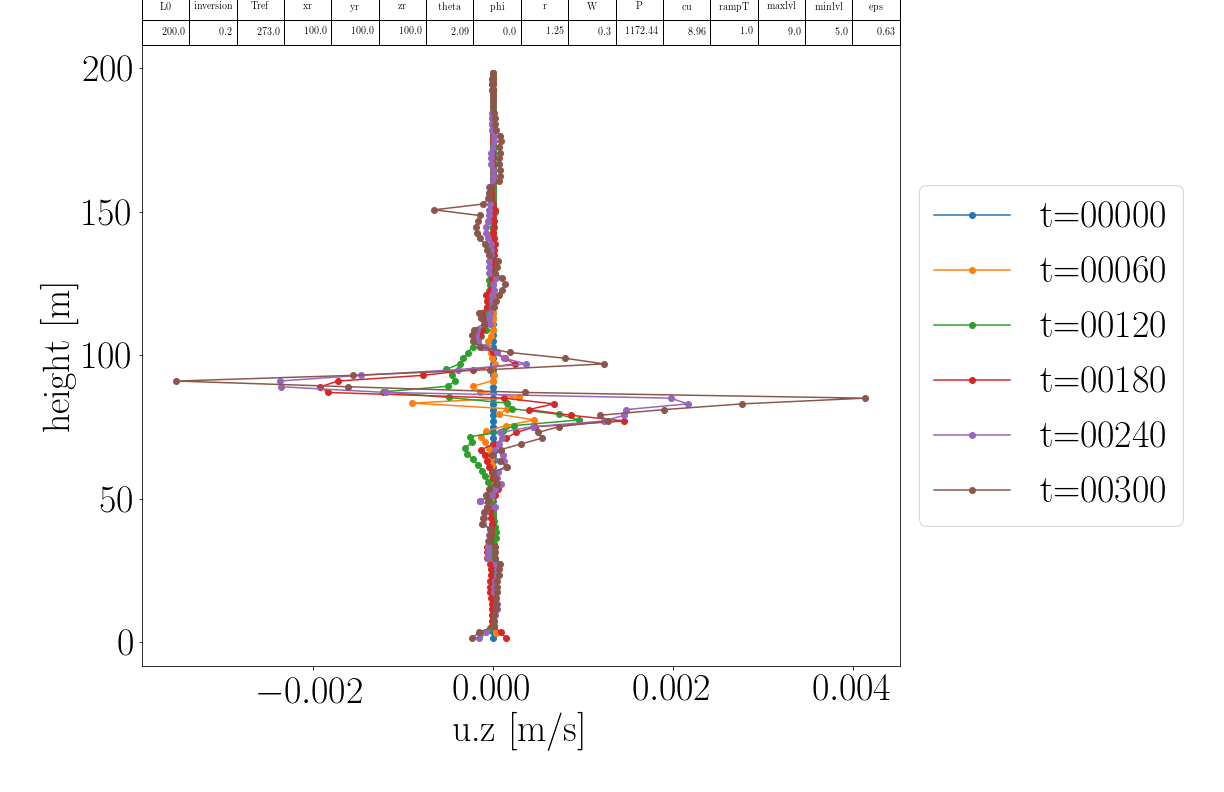 L0 inversion Tref xr yr zr theta phi r W P cu rampT maxlvl minlvl eps
200.0 0.2 273.0 100.0 100.0 100.0 2.09 0.0 1.25 0.3 1172.44 8.96 1.0 9.0 5.0 0.63
200
150
100
50
0
height [m]
−0.002 0.000 0.002 0.004
u.z [m/s]
t=00000
t=00060
t=00120
t=00180
t=00240
t=00300